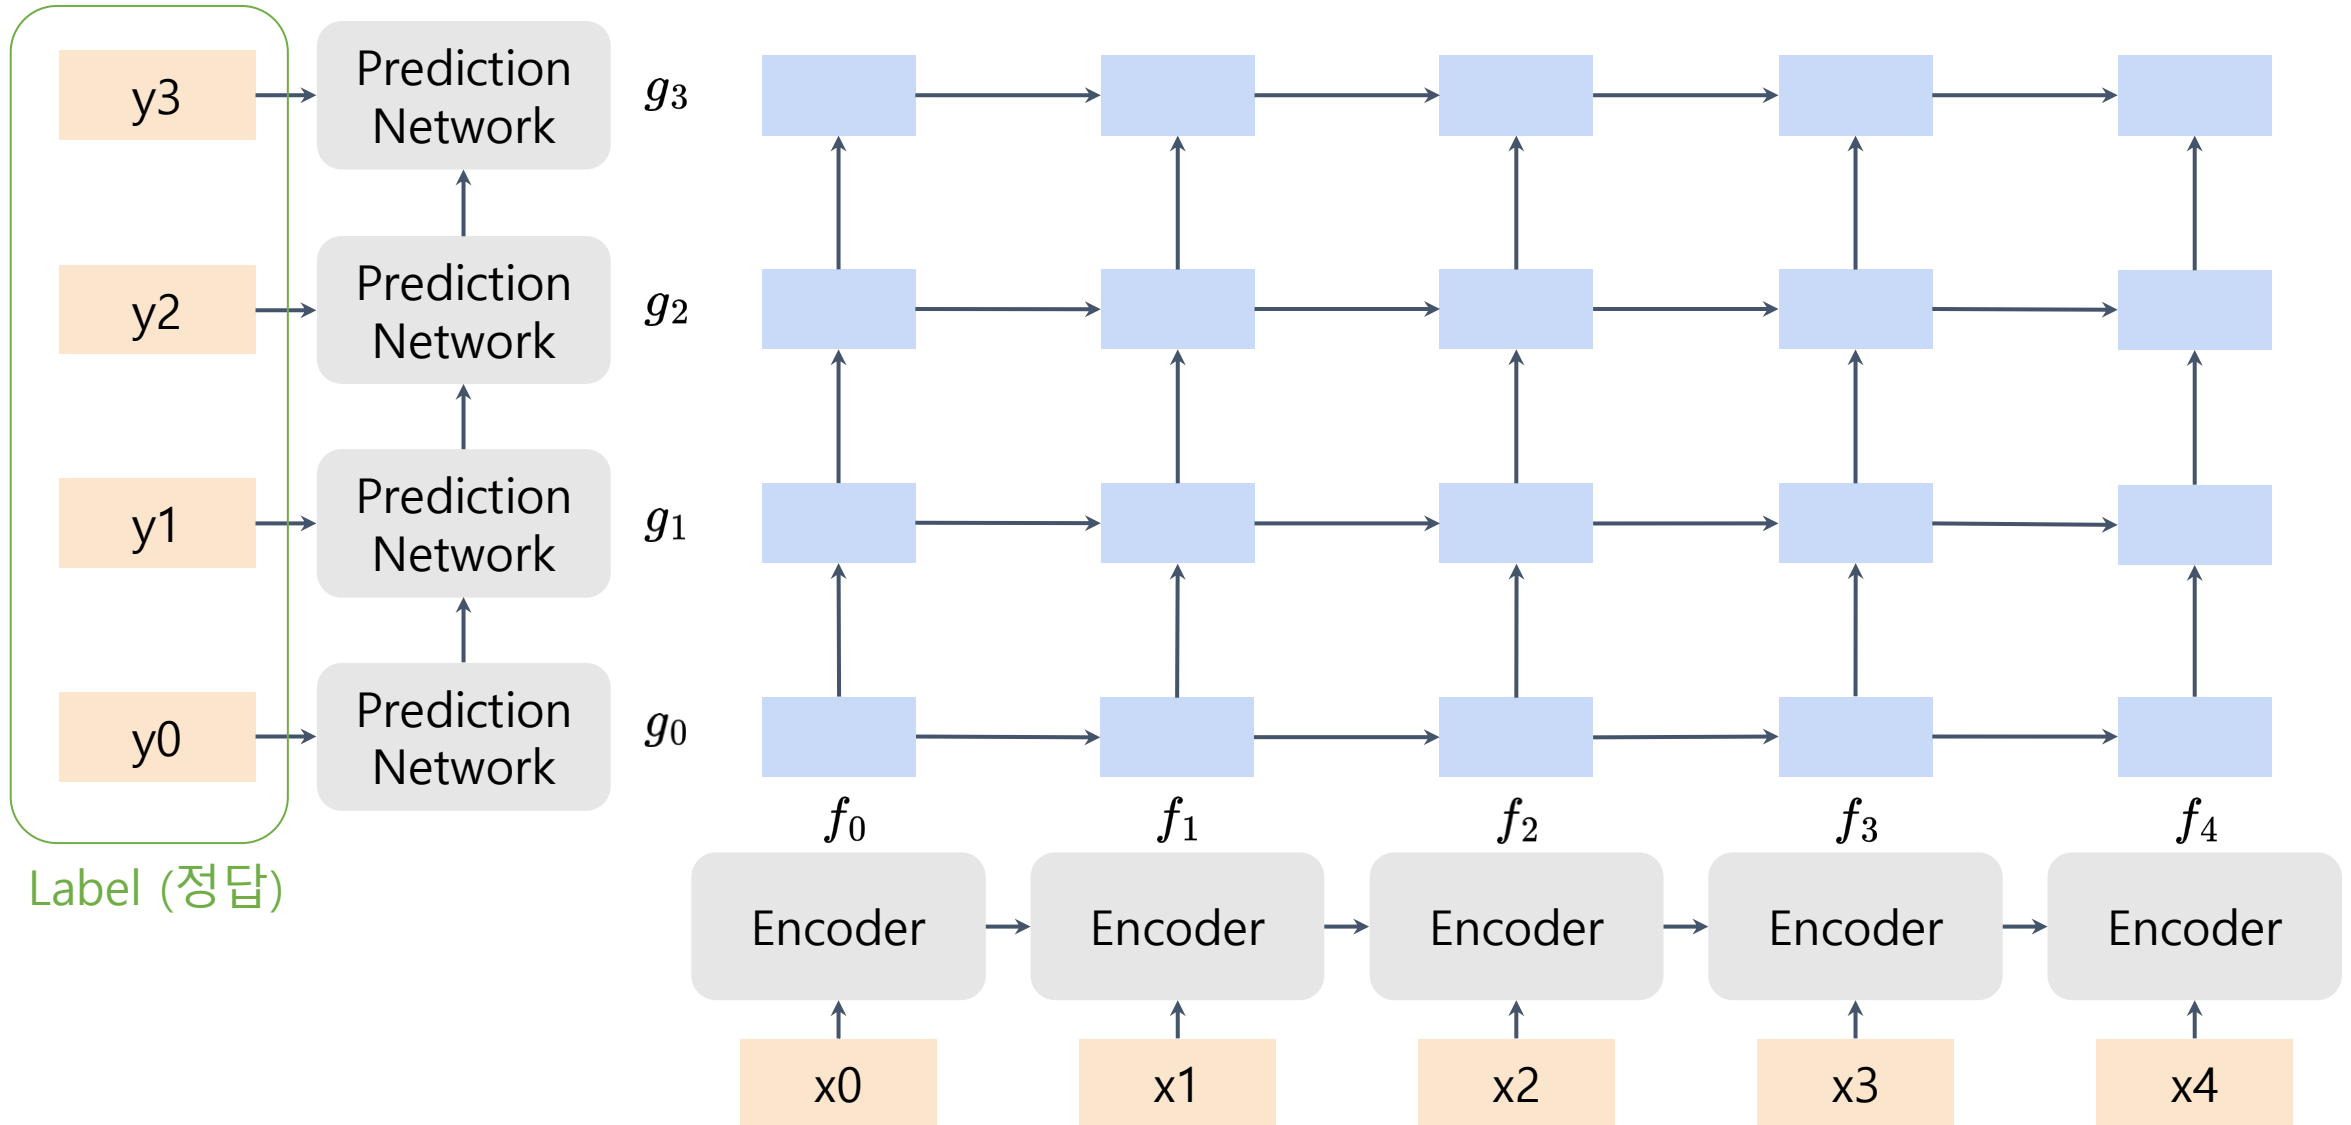 y3
Prediction
Network
g3
y2
Prediction
Network
g2
y1
Prediction
Network
g1
y0
Prediction
Network
g0
Label (정답)
f0
f1
f2
f3
f4
Encoder
Encoder
Encoder
Encoder
Encoder
x0
x1
x2
x3
x4